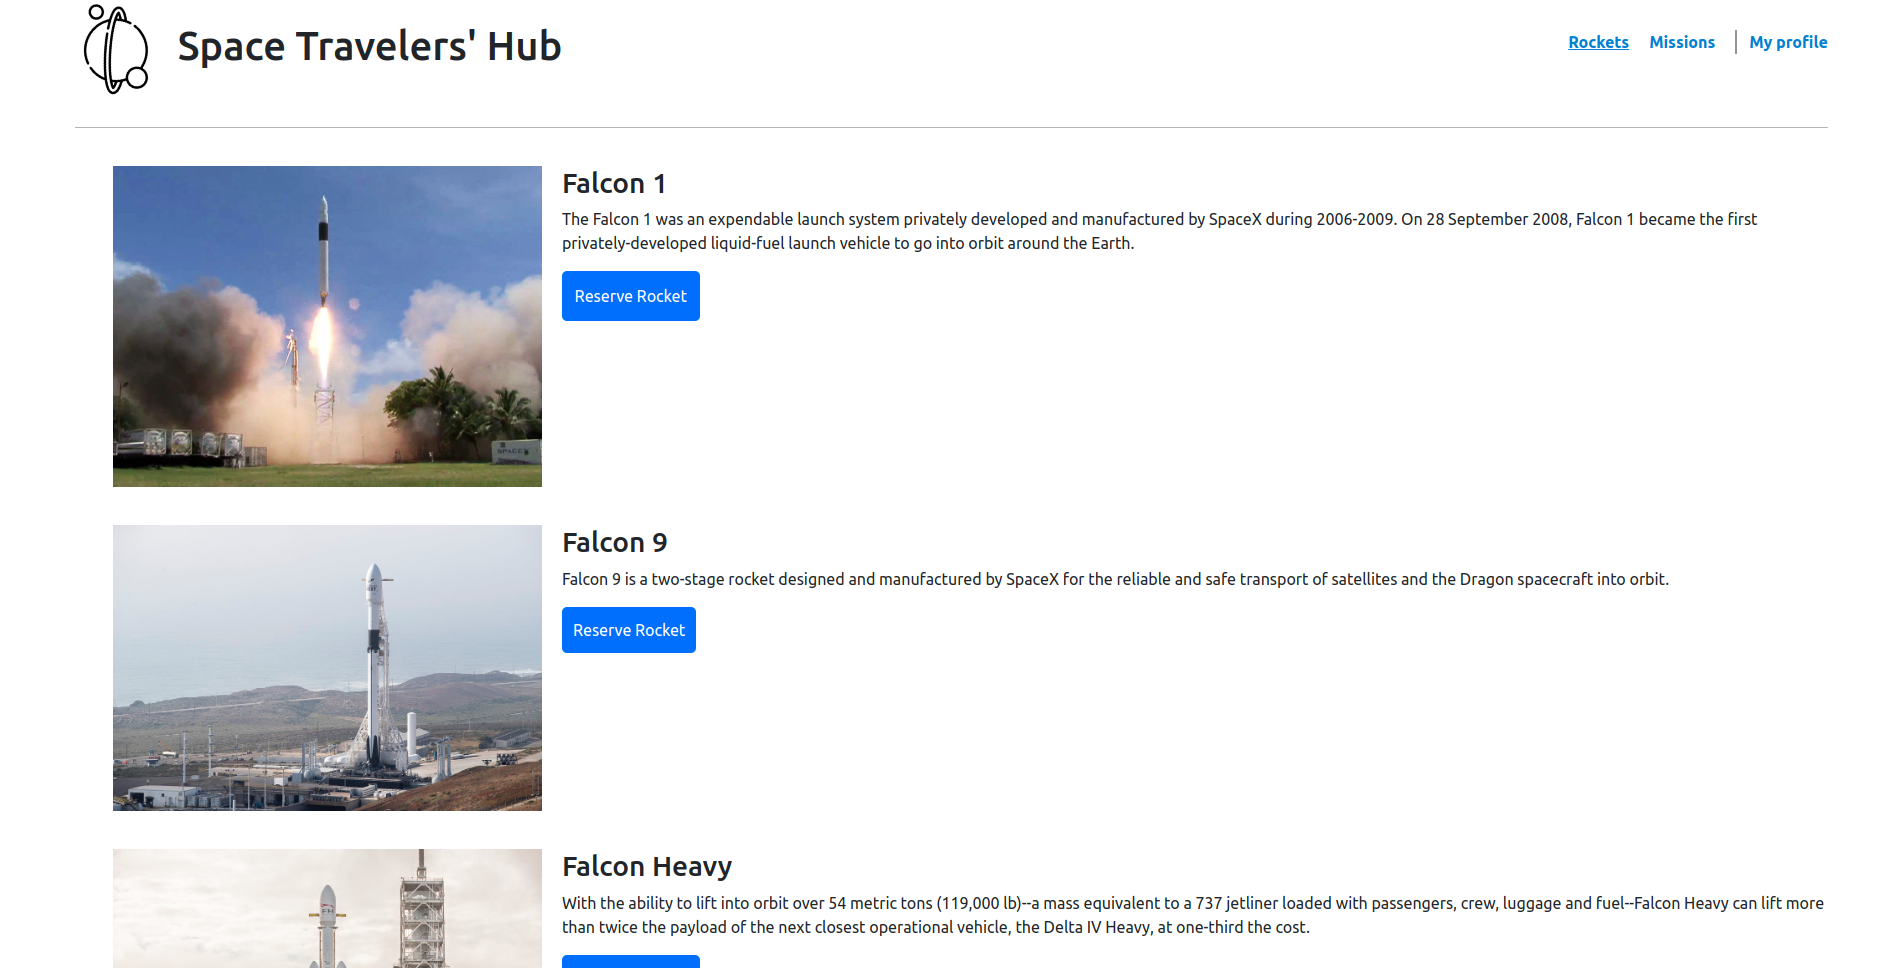 Space Travelers' Hub
Rockets Missions My profile
Falcon 1
The Falcon 1 was an expendable launch system privately developed and manufactured by SpaceX during 2006-2009. On 28 September 2008, Falcon 1 became the first
privately-developed liquid-fuel launch vehicle to go into orbit around the Earth.
Reserve Rocket
SPACEX
Falcon 9
Falcon 9 is a two-stage rocket designed and manufactured by SpaceX for the reliable and safe transport of satellites and the Dragon spacecraft into orbit.
Reserve Rocket
Falcon Heavy
With the ability to lift into orbit over 54 metric tons (119,000 lb)--a mass equivalent to a 737 jetliner loaded with passengers, crew, luggage and fuel--Falcon Heavy can lift more
than twice the payload of the next closest operational vehicle, the Delta IV Heavy, at one-third the cost.
FH